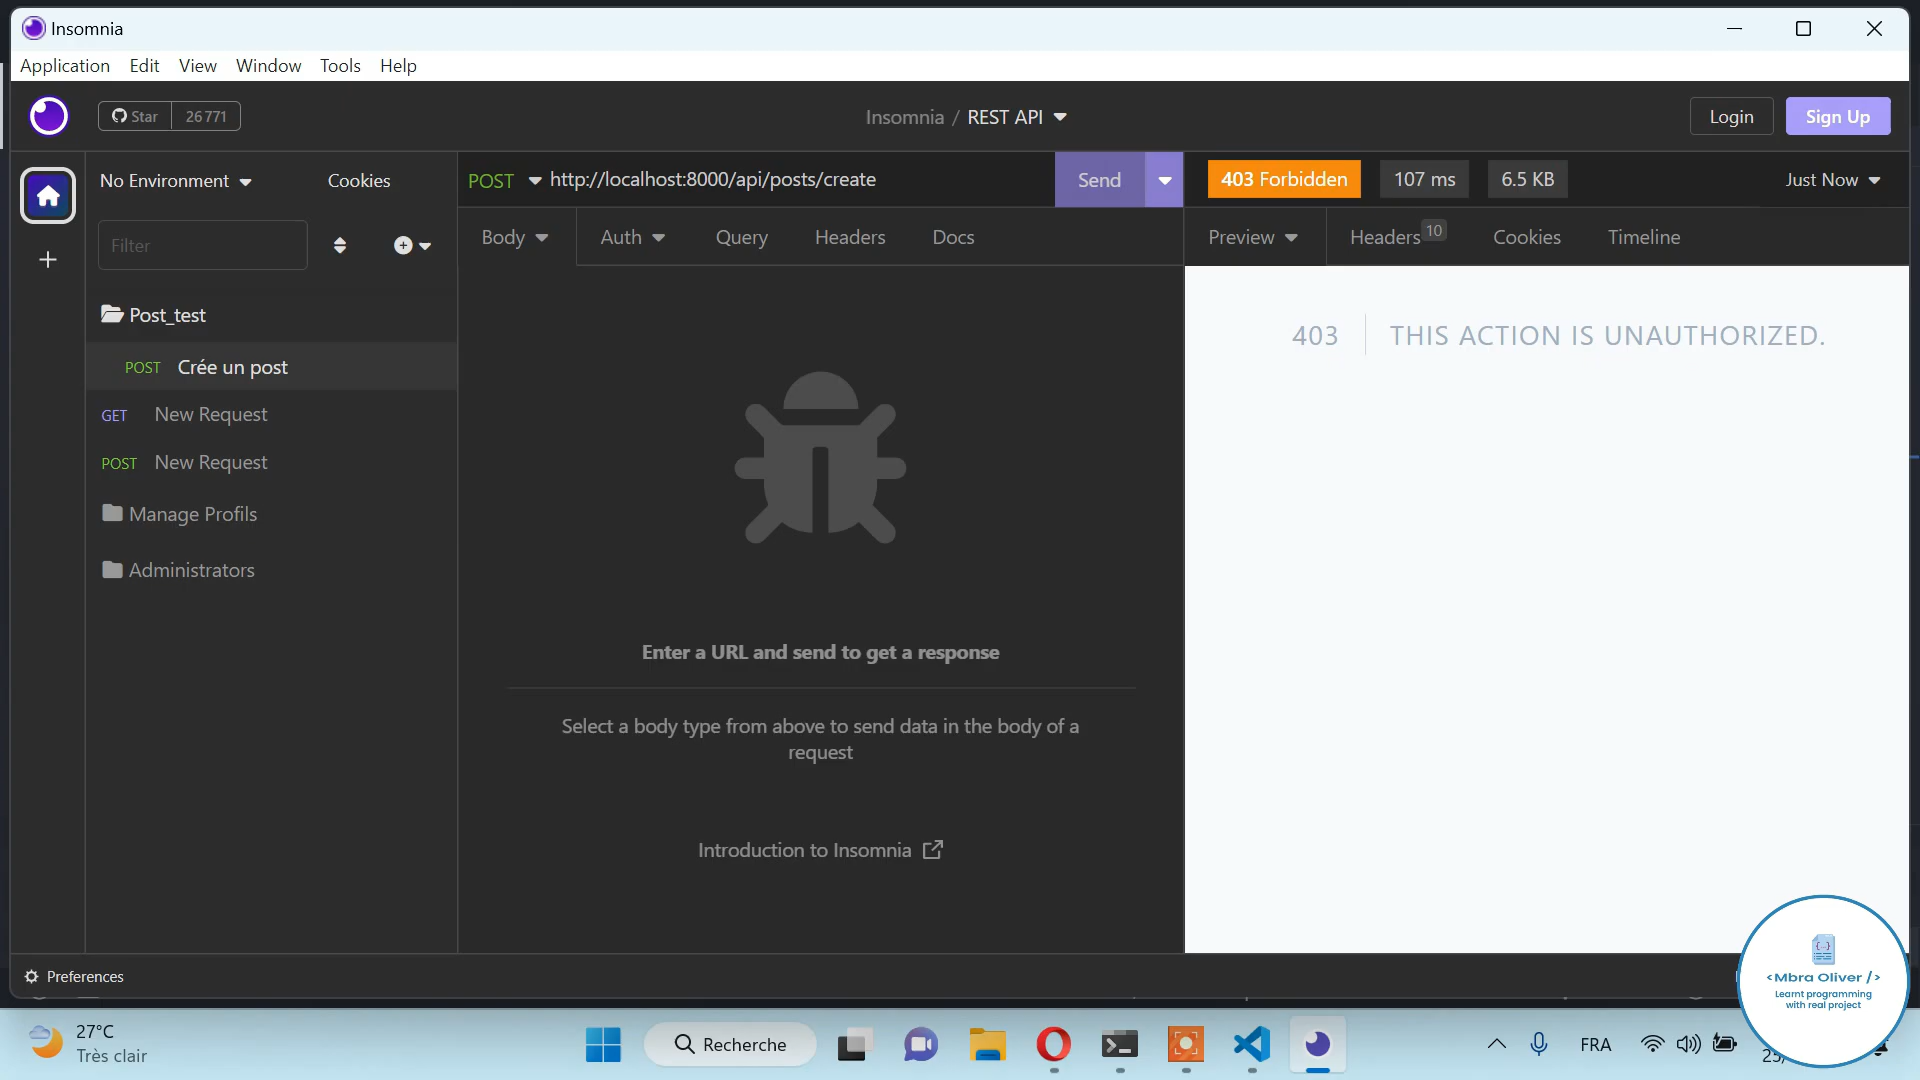 Insomnia
Application Edit View Window Tools Help
Star 26 771
Insomnia / REST API
Login
Sign Up
No Environment
Cookies
POST http://localhost:8000/api/posts/create
Send
403 Forbidden
107 ms
6.5 KB
Just Now
Filter
Body
Auth
Query
Headers
Docs
Preview
Headers 10
Cookies
Timeline
Post_test
POST Crée un post
GET New Request
POST New Request
Manage Profils
Administrators
Enter a URL and send to get a response
Select a body type from above to send data in the body of a
request
Introduction to Insomnia
403 THIS ACTION IS UNAUTHORIZED.
Preferences
{..}
<Mbra Oliver />
Learnt programming
with real project
27°C
Très clair
Recherche
FRA